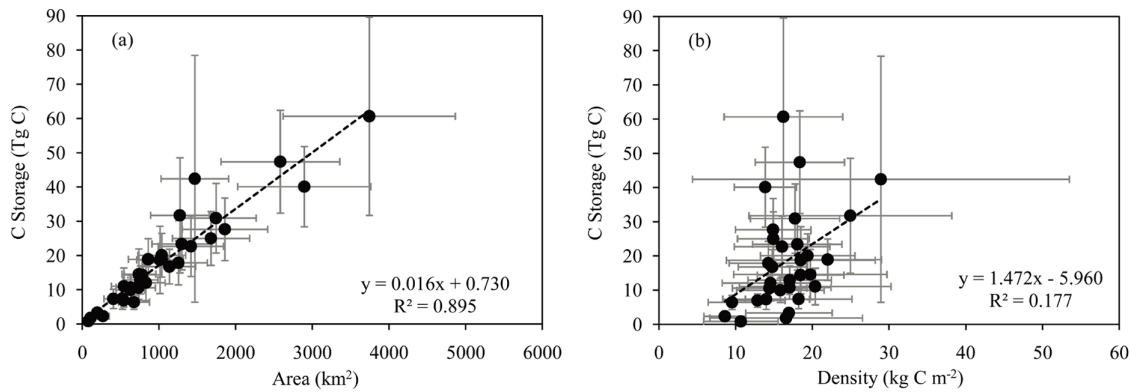 (a)
C Storage (Tg C)
90
80
70
60
50
40
30
20
10
0
y = 0.016x + 0.730
R² = 0.895
0 1000 2000 3000 4000 5000 6000
Area (km²)
(b)
C Storage (Tg C)
90
80
70
60
50
40
30
20
10
0
y = 1.472x - 5.960
R² = 0.177
0 10 20 30 40 50 60
Density (kg C m⁻²)